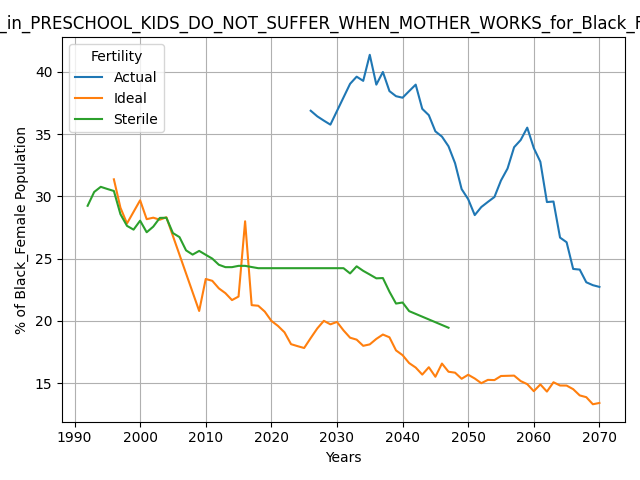 _in_PRESCHOOL_KIDS_DO_NOT_SUFFER_WHEN_MOTHER_WORKS_for_Black_F
Fertility
Actual
Ideal
Sterile
% of Black_Female Population
40
35
30
25
20
15
1990 2000 2010 2020 2030 2040 2050 2060 2070
Years